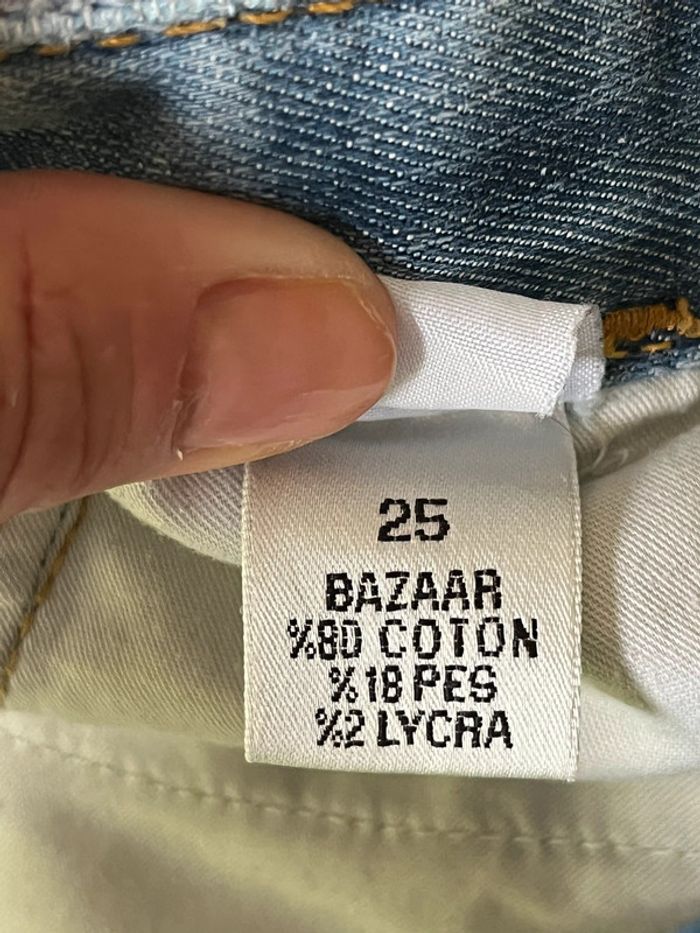 25
BAZAAR
%80 COTON
%18 PES
%2 LYCRA